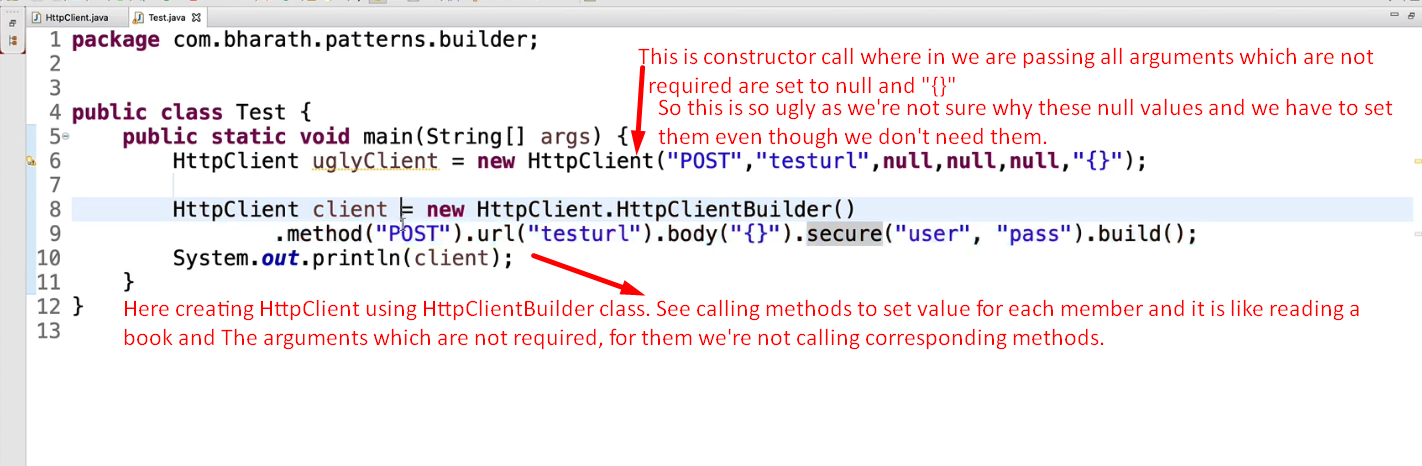 HttpClient.java Test.java
1 package com.bharath.patterns.builder;
This is constructor call where in we are passing all arguments which are not
2
required are set to null and "{}"
3
So this is so ugly as we're not sure why these null values and we have to set
4 public class Test {
them even though we don't need them.
5 public static void main(String[] args) {
6 HttpClient uglyClient = new HttpClient("POST","testurl",null,null,null,"{}");
7
8 HttpClient client = new HttpClient.HttpClientBuilder()
9 .method("POST").url("testurl").body("{}").secure("user", "pass").build();
10 System.out.println(client);
11 }
12 }
Here creating HttpClient using HttpClientBuilder class. See calling methods to set value for each member and it is like reading a
13
book and The arguments which are not required, for them we're not calling corresponding methods.